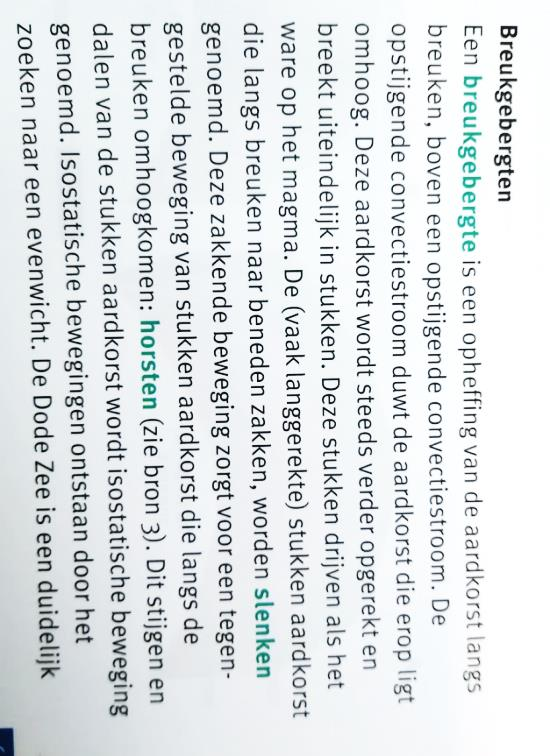 Breukgebergten
Een breukgebergte is een opheffing van de aardkorst langs
breuken, boven een opstijgende convectiestroom. De
opstijgende convectiestroom duwt de aardkorst die erop ligt
omhoog. Deze aardkorst wordt steeds verder opgerekt en
breekt uiteindelijk in stukken. Deze stukken drijven als het
ware op het magma. De (vaak langgerekte) stukken aardkorst
die langs breuken naar beneden zakken, worden slenken
genoemd. Deze zakkende beweging zorgt voor een tegen-
gestelde beweging van stukken aardkorst die langs de
breuken omhoogkomen: horsten (zie bron 3). Dit stijgen en
dalen van de stukken aardkorst wordt isostatische beweging
genoemd. Isostatische bewegingen ontstaan door het
zoeken naar een evenwicht. De Dode Zee is een duidelijk